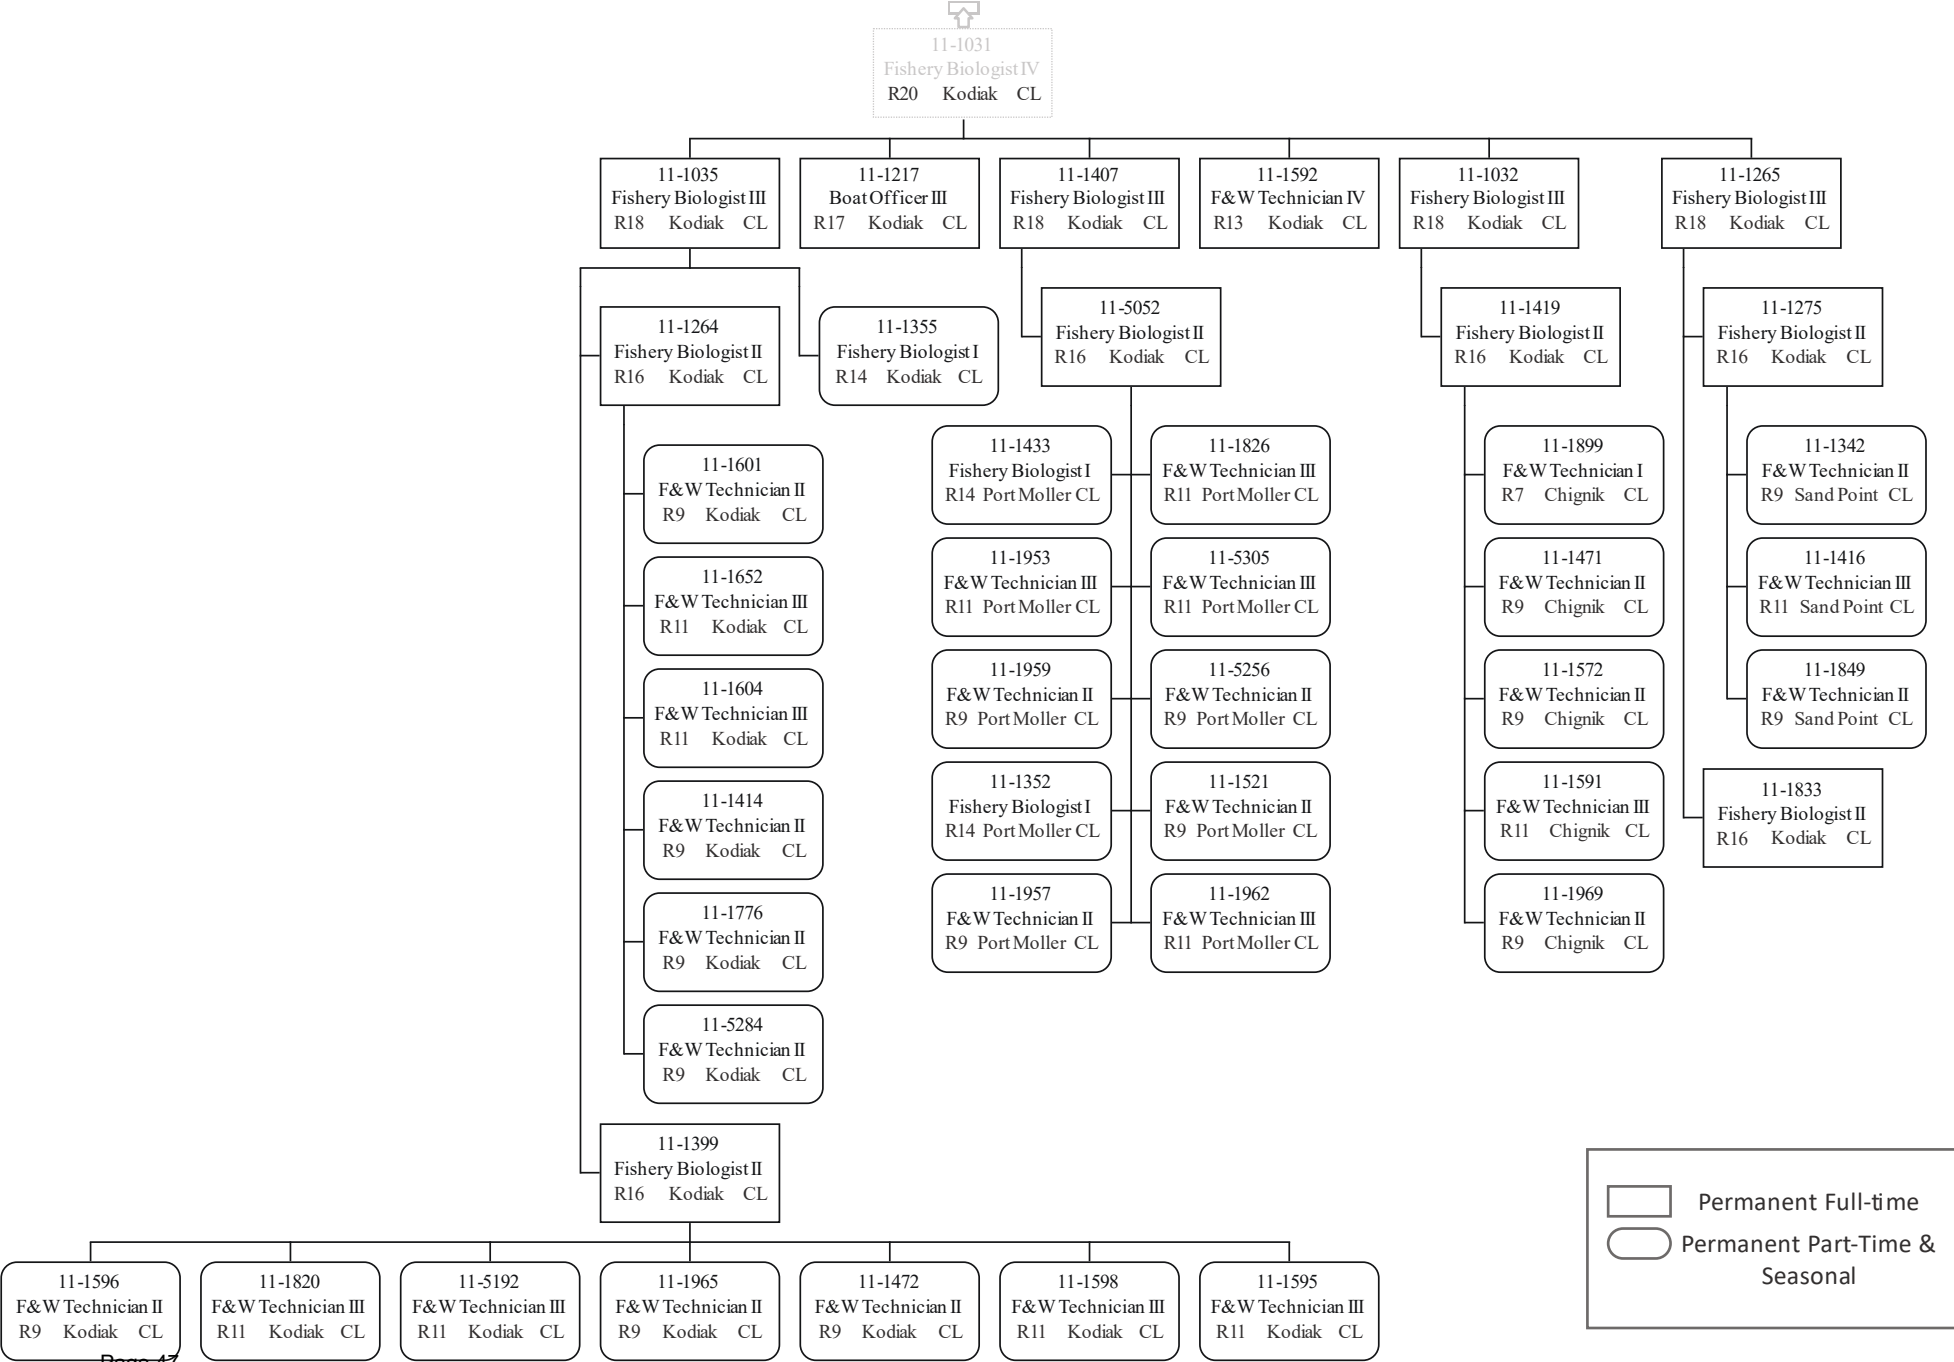 11-1031
Fishery Biologist IV
R20 Kodiak CL
11-1035
Fishery Biologist III
R18 Kodiak CL
11-1217
Boat Officer III
R17 Kodiak CL
11-1407
Fishery Biologist III
R18 Kodiak CL
11-1592
F&W Technician IV
R13 Kodiak CL
11-1032
Fishery Biologist III
R18 Kodiak CL
11-1265
Fishery Biologist III
R18 Kodiak CL
11-1264
Fishery Biologist II
R16 Kodiak CL
11-1355
Fishery Biologist I
R14 Kodiak CL
11-5052
Fishery Biologist II
R16 Kodiak CL
11-1419
Fishery Biologist II
R16 Kodiak CL
11-1275
Fishery Biologist II
R16 Kodiak CL
11-1601
F&W Technician II
R9 Kodiak CL
11-1652
F&W Technician III
R11 Kodiak CL
11-1604
F&W Technician III
R11 Kodiak CL
11-1414
F&W Technician II
R9 Kodiak CL
11-1776
F&W Technician II
R9 Kodiak CL
11-5284
F&W Technician II
R9 Kodiak CL
11-1433
Fishery Biologist I
R14 Port Moller CL
11-1826
F&W Technician III
R11 Port Moller CL
11-1953
F&W Technician III
R11 Port Moller CL
11-5305
F&W Technician III
R11 Port Moller CL
11-1959
F&W Technician II
R9 Port Moller CL
11-5256
F&W Technician II
R9 Port Moller CL
11-1352
Fishery Biologist I
R14 Port Moller CL
11-1521
F&W Technician II
R9 Port Moller CL
11-1957
F&W Technician II
R9 Port Moller CL
11-1962
F&W Technician III
R11 Port Moller CL
11-1899
F&W Technician I
R7 Chignik CL
11-1471
F&W Technician II
R9 Chignik CL
11-1572
F&W Technician II
R9 Chignik CL
11-1591
F&W Technician III
R11 Chignik CL
11-1969
F&W Technician II
R9 Chignik CL
11-1342
F&W Technician II
R9 Sand Point CL
11-1416
F&W Technician III
R11 Sand Point CL
11-1849
F&W Technician II
R9 Sand Point CL
11-1833
Fishery Biologist II
R16 Kodiak CL
11-1399
Fishery Biologist II
R16 Kodiak CL
11-1596
F&W Technician II
R9 Kodiak CL
11-1820
F&W Technician III
R11 Kodiak CL
11-5192
F&W Technician III
R11 Kodiak CL
11-1965
F&W Technician II
R9 Kodiak CL
11-1472
F&W Technician II
R9 Kodiak CL
11-1598
F&W Technician III
R11 Kodiak CL
11-1595
F&W Technician III
R11 Kodiak CL
Permanent Full-time
Permanent Part-Time &
Seasonal
Page 47